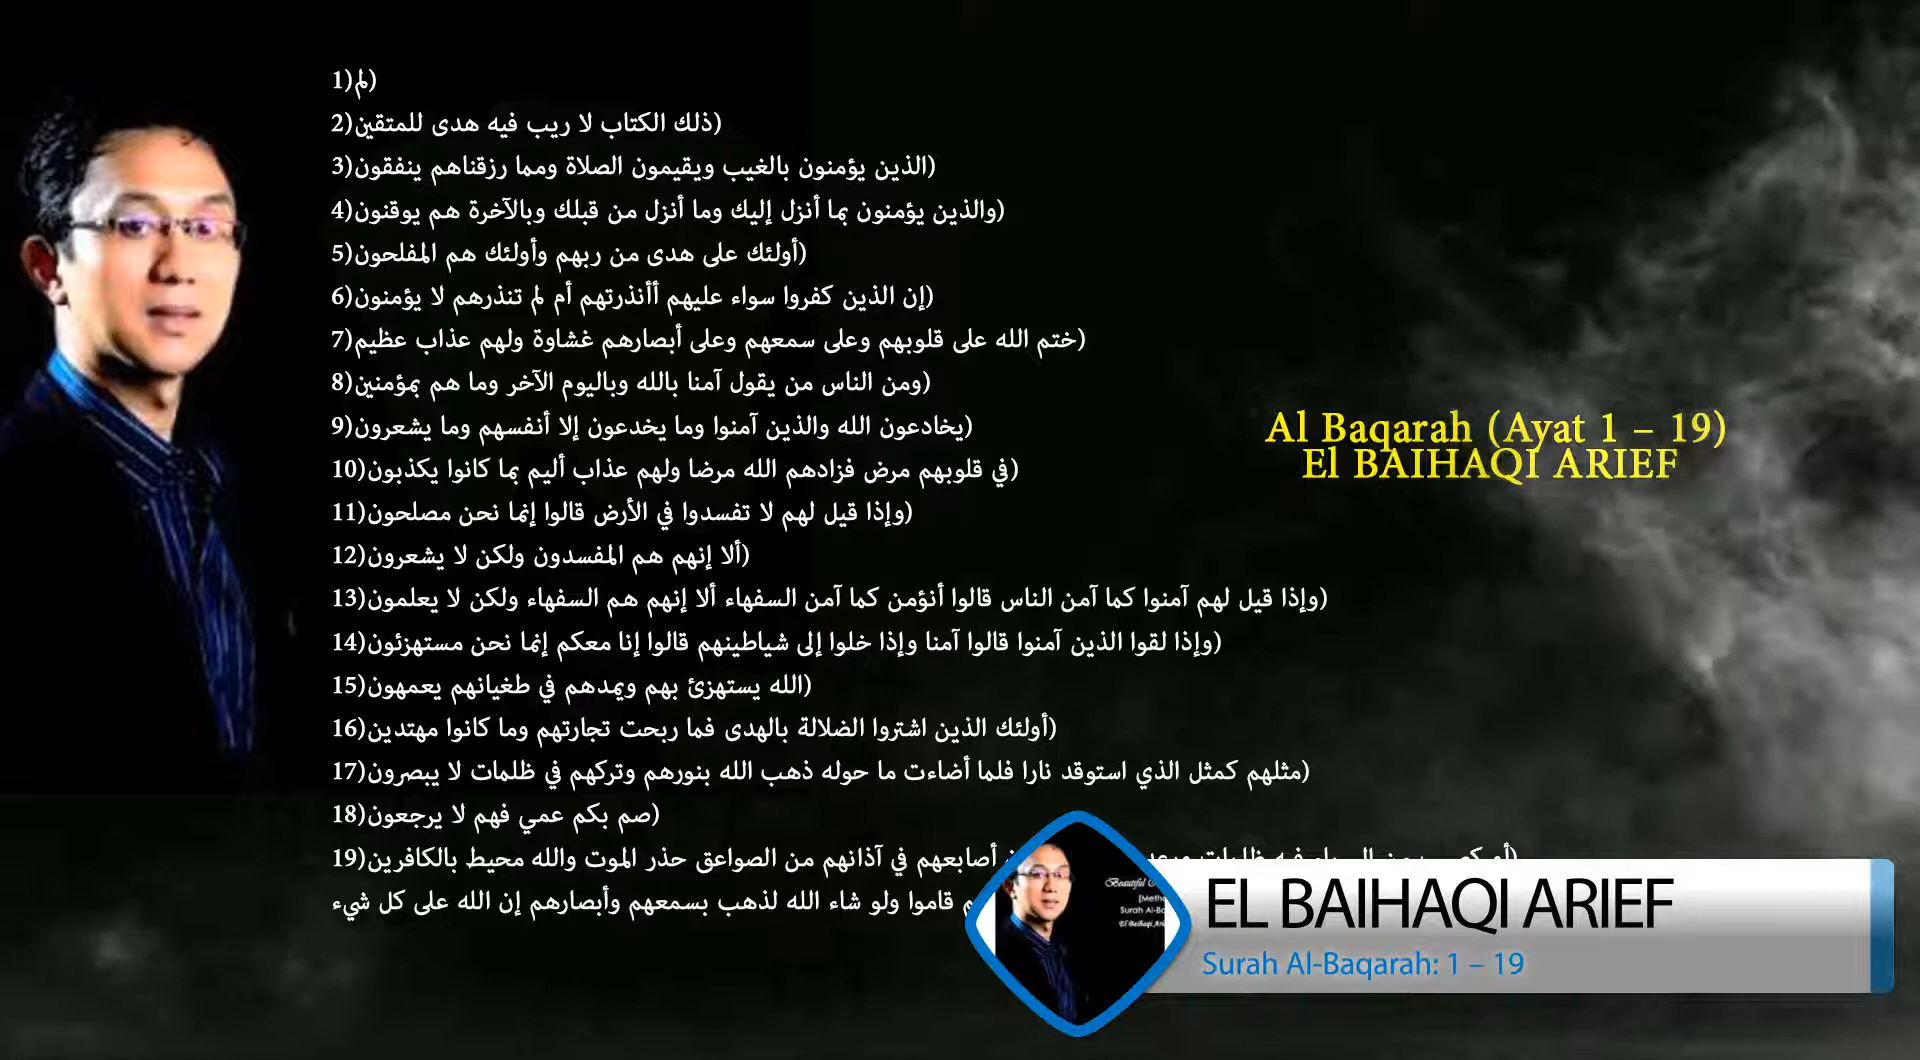 (لم(1
(ذلك الكتاب لا ريب فيه هدى للمتقين(2
(الذين يؤمنون بالغيب ويقيمون الصلاة ومما رزقناهم ينفقون(3
(والذين يؤمنون بما أنزل إليك وما أنزل من قبلك وبالآخرة هم يوقنون(4
(أولئك على هدى من ربهم وأولئك هم المفلحون(5
(إن الذين كفروا سواء عليهم أأنذرتهم أم لم تنذرهم لا يؤمنون(6
(ختم الله على قلوبهم وعلى سمعهم وعلى أبصارهم غشاوة ولهم عذاب عظيم(7
(ومن الناس من يقول آمنا بالله وباليوم الآخر وما هم بمؤمنين(8
(يخادعون الله والذين آمنوا وما يخدعون إلا أنفسهم وما يشعرون(9
(في قلوبهم مرض فزادهم الله مرضا ولهم عذاب أليم بما كانوا يكذبون(10
(وإذا قيل لهم لا تفسدوا في الأرض قالوا إنما نحن مصلحون(11
(ألا إنهم هم المفسدون ولكن لا يشعرون(12
(وإذا قيل لهم آمنوا كما آمن الناس قالوا أنؤمن كما آمن السفهاء ألا إنهم هم السفهاء ولكن لا يعلمون(13
(وإذا لقوا الذين آمنوا قالوا آمنا وإذا خلوا إلى شياطينهم قالوا إنا معكم إنما نحن مستهزئون(14
(الله يستهزئ بهم ويمدهم في طغيانهم يعمهون(15
(أولئك الذين اشتروا الضلالة بالهدى فما ربحت تجارتهم وما كانوا مهتدين(16
(مثلهم كمثل الذي استوقد نارا فلما أضاءت ما حوله ذهب الله بنورهم وتركهم في ظلمات لا يبصرون(17
(صم بكم عمي فهم لا يرجعون(18
أصابعهم في آذانهم من الصواعق حذر الموت والله محيط بالكافرين(19
قاموا ولو شاء الله لذهب بسمعهم وأبصارهم إن الله على كل شيء
Al Baqarah (Ayat 1 – 19)
El BAIHAQI ARIEF
Beautiful
Surah
El Baihaqi
EL BAIHAQI ARIEF
Surah Al-Baqarah: 1 – 19